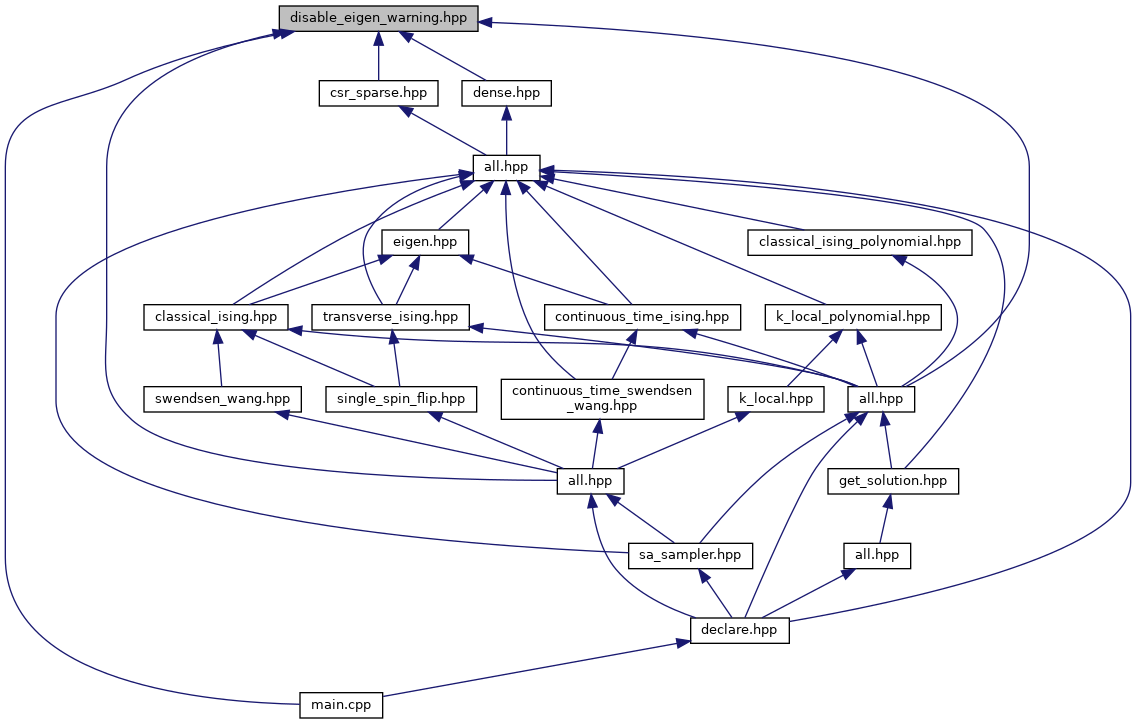 disable_eigen_warning.hpp
csr_sparse.hpp
dense.hpp
all.hpp
eigen.hpp
classical_ising_polynomial.hpp
classical_ising.hpp
transverse_ising.hpp
continuous_time_ising.hpp
k_local_polynomial.hpp
swendsen_wang.hpp
single_spin_flip.hpp
continuous_time_swendsen
_wang.hpp
k_local.hpp
all.hpp
all.hpp
get_solution.hpp
sa_sampler.hpp
all.hpp
declare.hpp
main.cpp